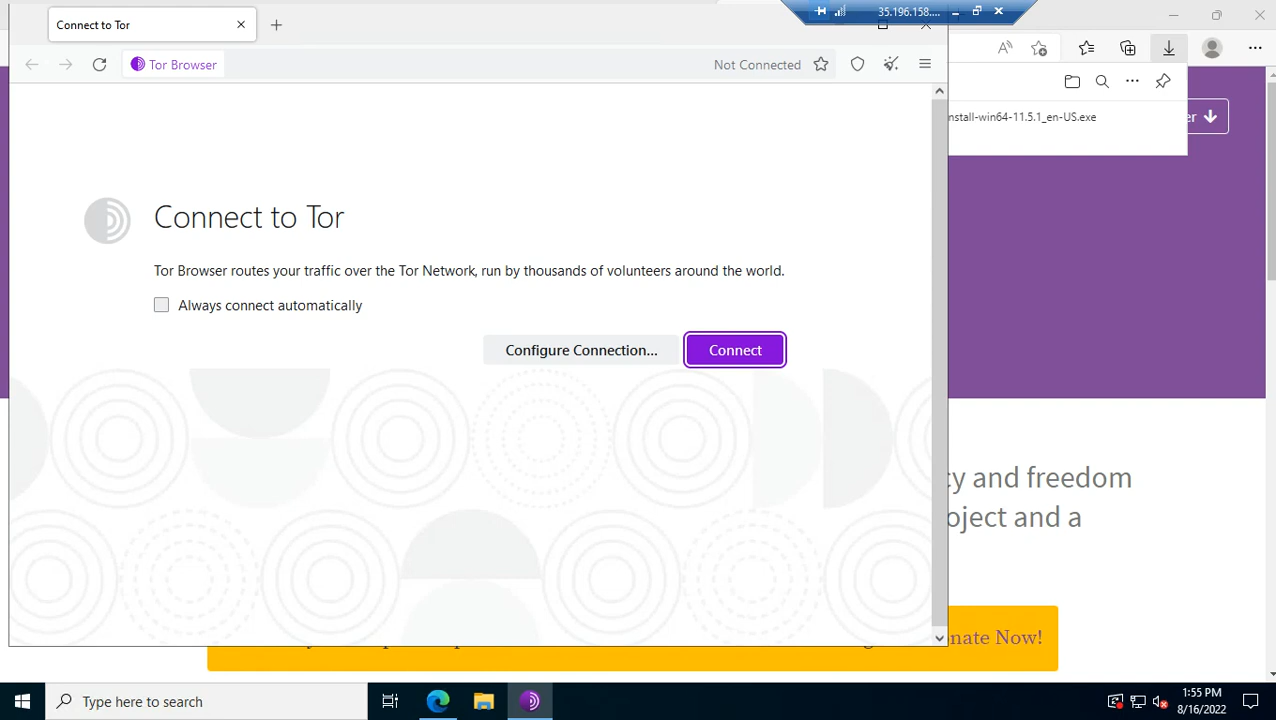 Connect to Tor
35.196.158....
Tor Browser
Not Connected
nstall-win64-11.5.1_en-US.exe
er
Connect to Tor
Tor Browser routes your traffic over the Tor Network, run by thousands of volunteers around the world.
Always connect automatically
Configure Connection...
Connect
cy and freedom
oject and a
nate Now!
Type here to search
1:55 PM
8/16/2022